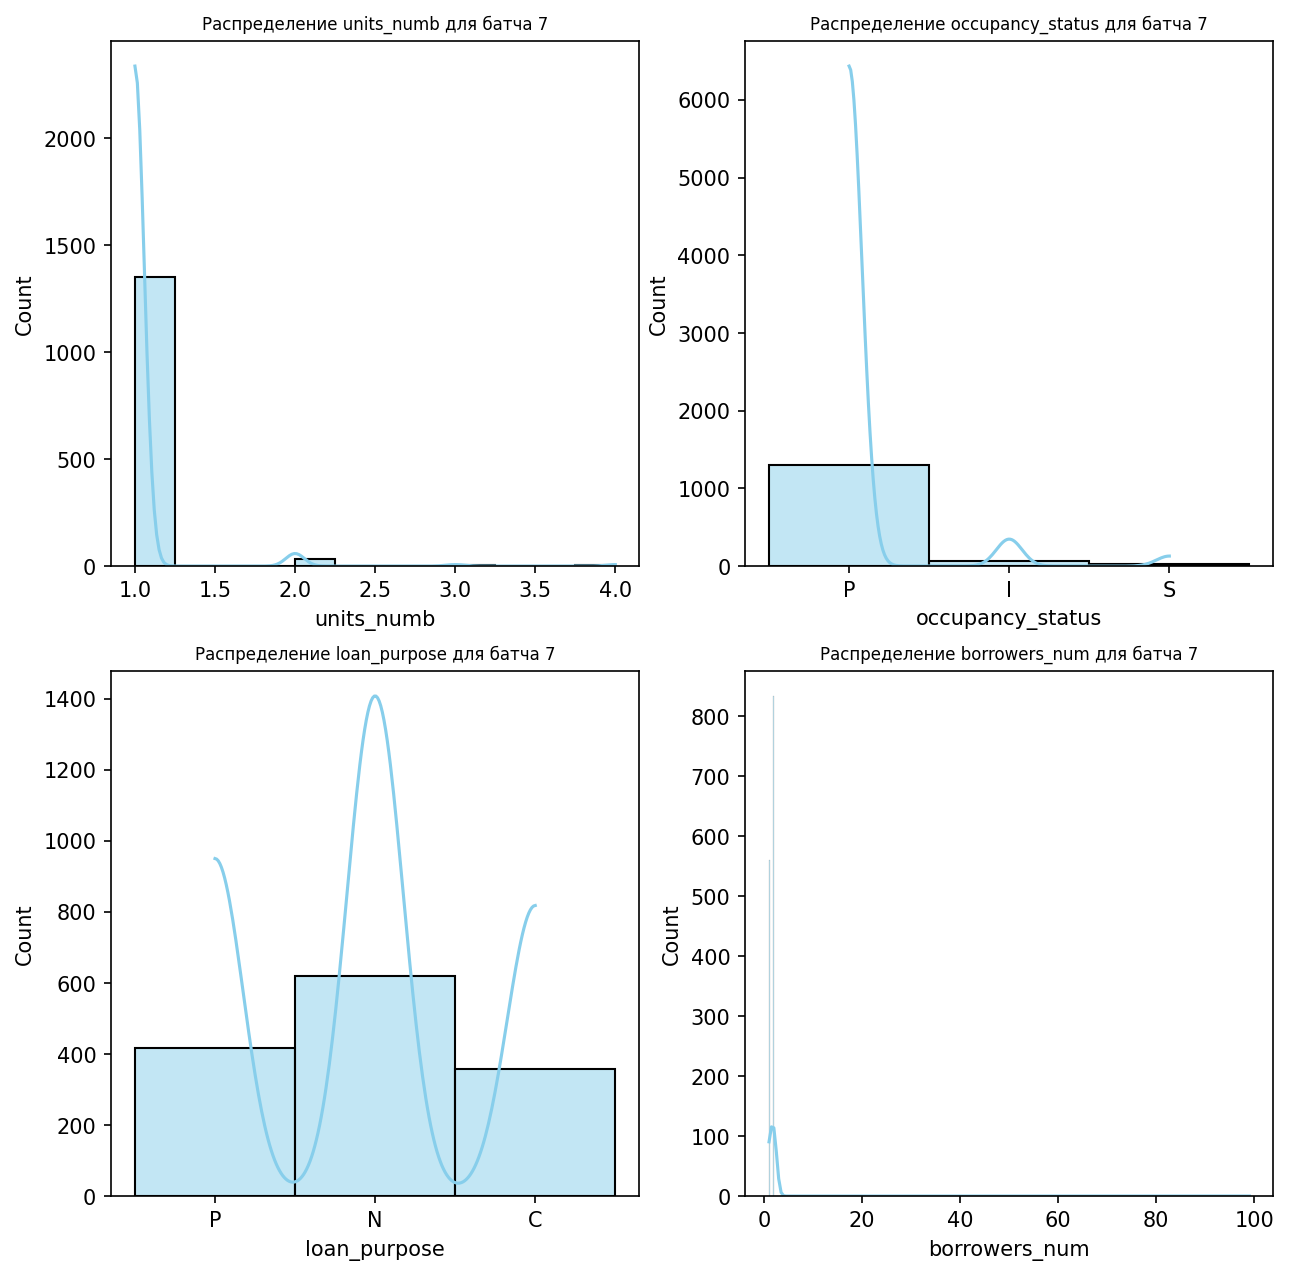 Распределение units_numb для батча 7
Count
2000
1500
1000
500
0
1.0 1.5 2.0 2.5 3.0 3.5 4.0
units_numb
Распределение occupancy_status для батча 7
Count
6000
5000
4000
3000
2000
1000
0
P I S
occupancy_status
Распределение loan_purpose для батча 7
Count
1400
1200
1000
800
600
400
200
0
P N C
loan_purpose
Распределение borrowers_num для батча 7
Count
800
700
600
500
400
300
200
100
0
0 20 40 60 80 100
borrowers_num